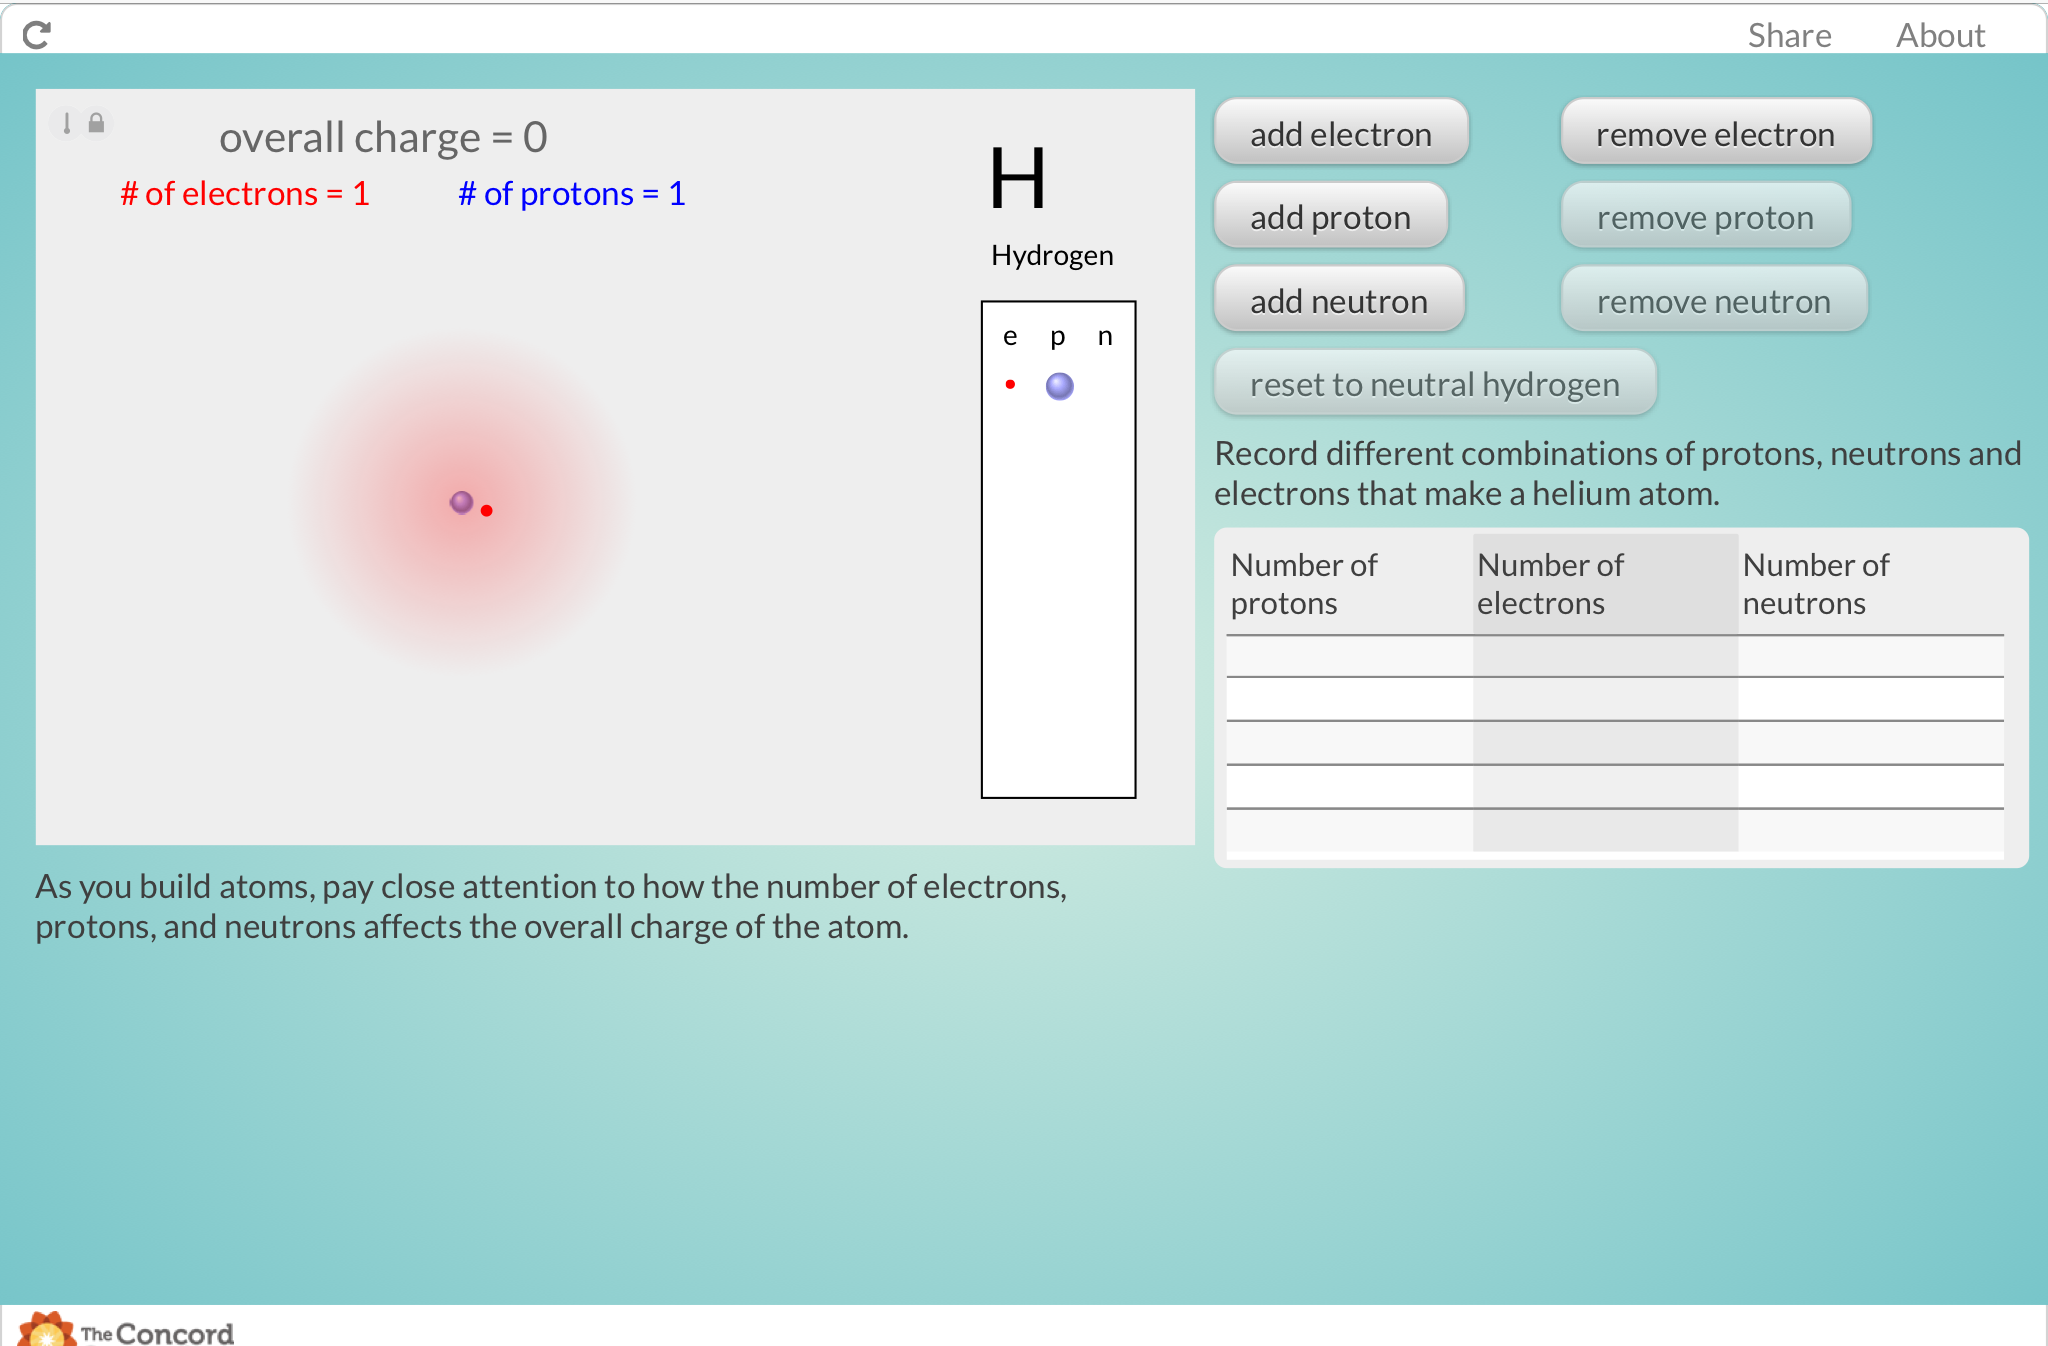 Share About
overall charge = 0
# of electrons = 1 # of protons = 1
H
Hydrogen
e p n
add electron remove electron
add proton remove proton
add neutron remove neutron
reset to neutral hydrogen
Record different combinations of protons, neutrons and
electrons that make a helium atom.
Number of Number of Number of
protons electrons neutrons
As you build atoms, pay close attention to how the number of electrons,
protons, and neutrons affects the overall charge of the atom.
The Concord